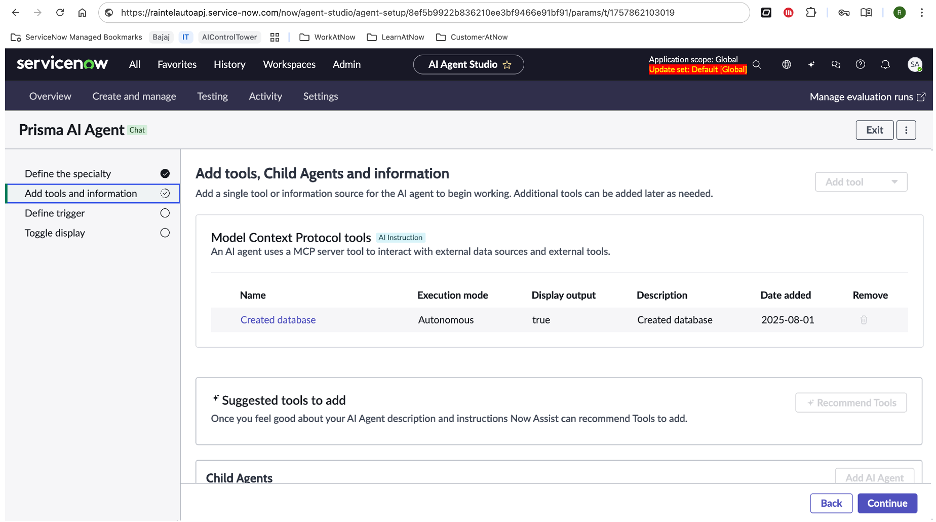 https://raintelautoapj.service-now.com/now/agent-studio/agent-setup/8ef5b9922b836210ee3bf9466e91bf91/params/t/1757862103019
B
ServiceNow Managed Bookmarks Bajaj IT AIControlTower WorkAtNow LearnAtNow CustomerAtNow
servicenow All Favorites History Workspaces Admin AI Agent Studio Application scope: Global
Update set: Default [Global] SA
Overview Create and manage Testing Activity Settings Manage evaluation runs
Prisma AI Agent Chat Exit
Define the specialty
Add tools and information
Define trigger
Toggle display
Add tools, Child Agents and information
Add a single tool or information source for the AI agent to begin working. Additional tools can be added later as needed.
Add tool
Model Context Protocol tools AI Instruction
An AI agent uses a MCP server tool to interact with external data sources and external tools.
Name Execution mode Display output Description Date added Remove
Created database Autonomous true Created database 2025-08-01
Suggested tools to add
Once you feel good about your AI Agent description and instructions Now Assist can recommend Tools to add.
Recommend Tools
Child Agents Add AI Agent
Back Continue